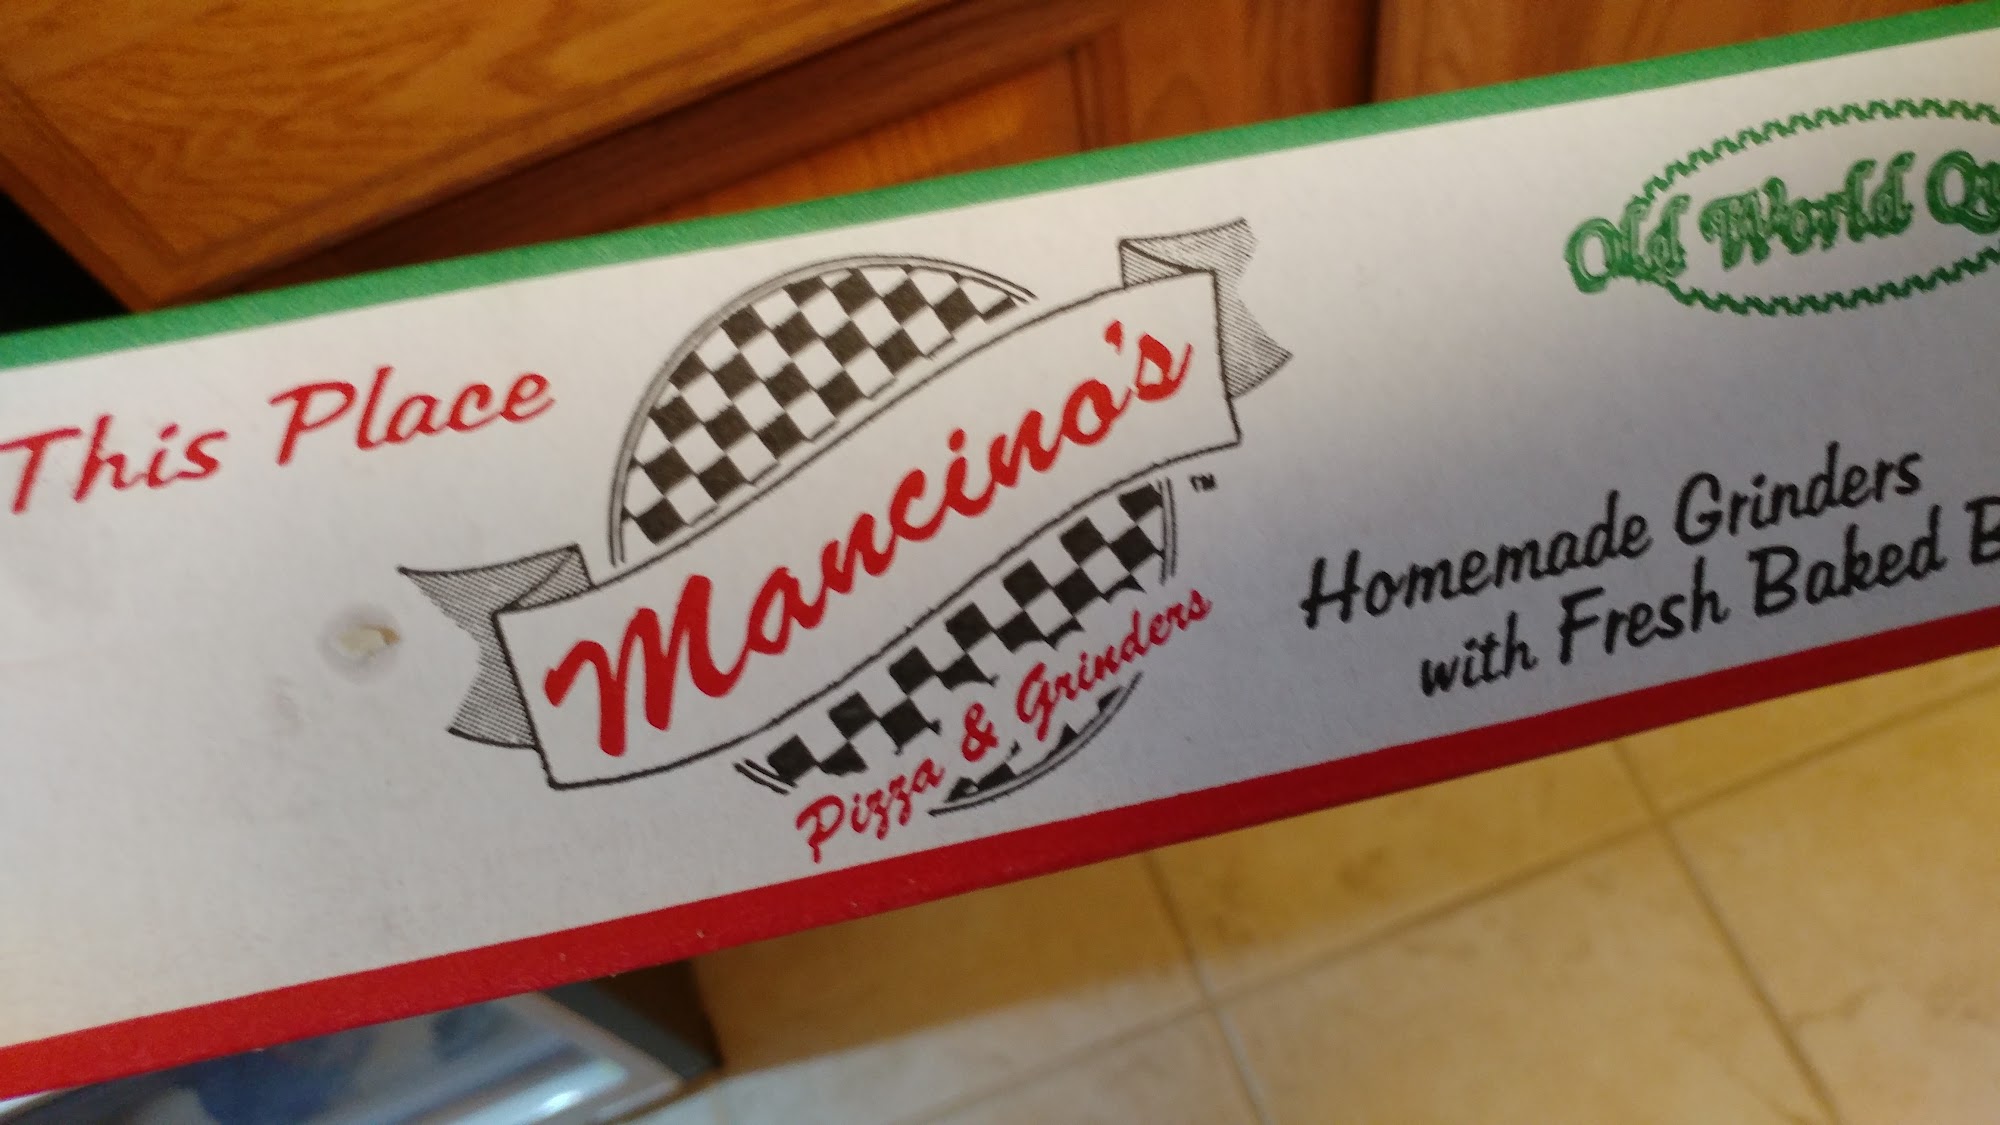 This Place
Mancino's
TM
Pizza & Grinders
Old World
Homemade Grinders
with Fresh Baked